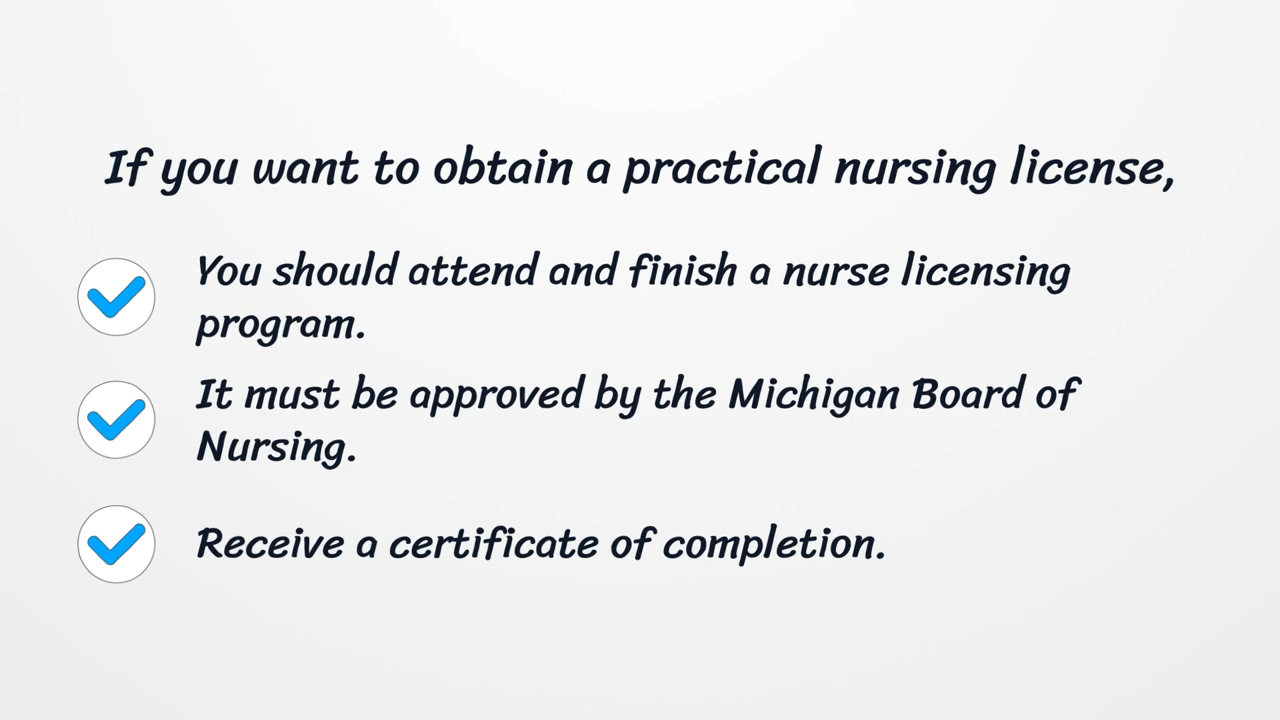 If you want to obtain a practical nursing license,
You should attend and finish a nurse licensing
program.
It must be approved by the Michigan Board of
Nursing.
Receive a certificate of completion.